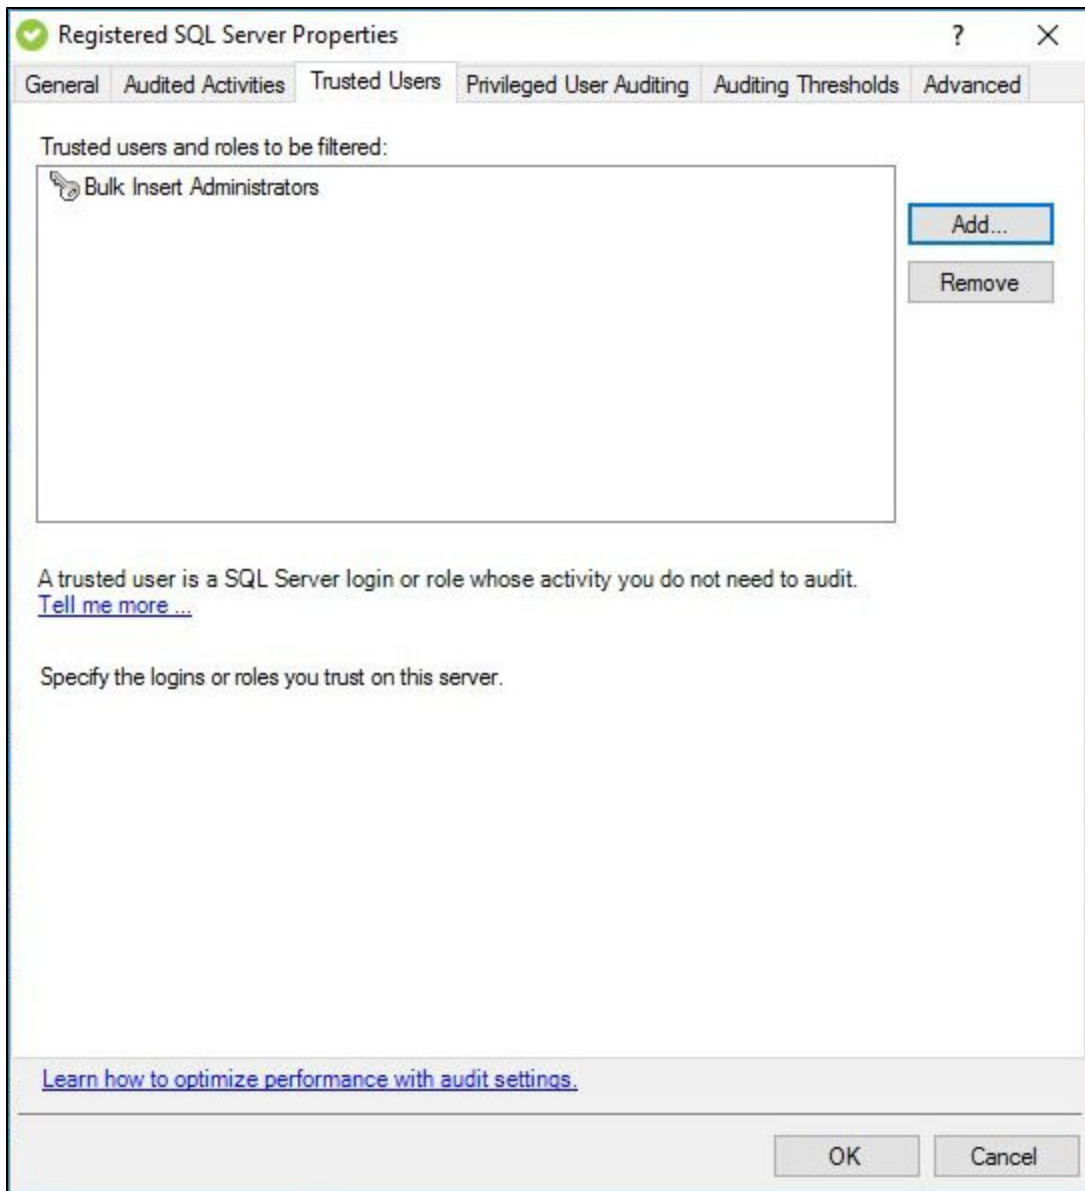 Registered SQL Server Properties
?
General Audited Activities Trusted Users Privileged User Auditing Auditing Thresholds Advanced
Trusted users and roles to be filtered:
Bulk Insert Administrators
Add...
Remove
A trusted user is a SQL Server login or role whose activity you do not need to audit.
Tell me more ...
Specify the logins or roles you trust on this server.
Learn how to optimize performance with audit settings.
OK Cancel